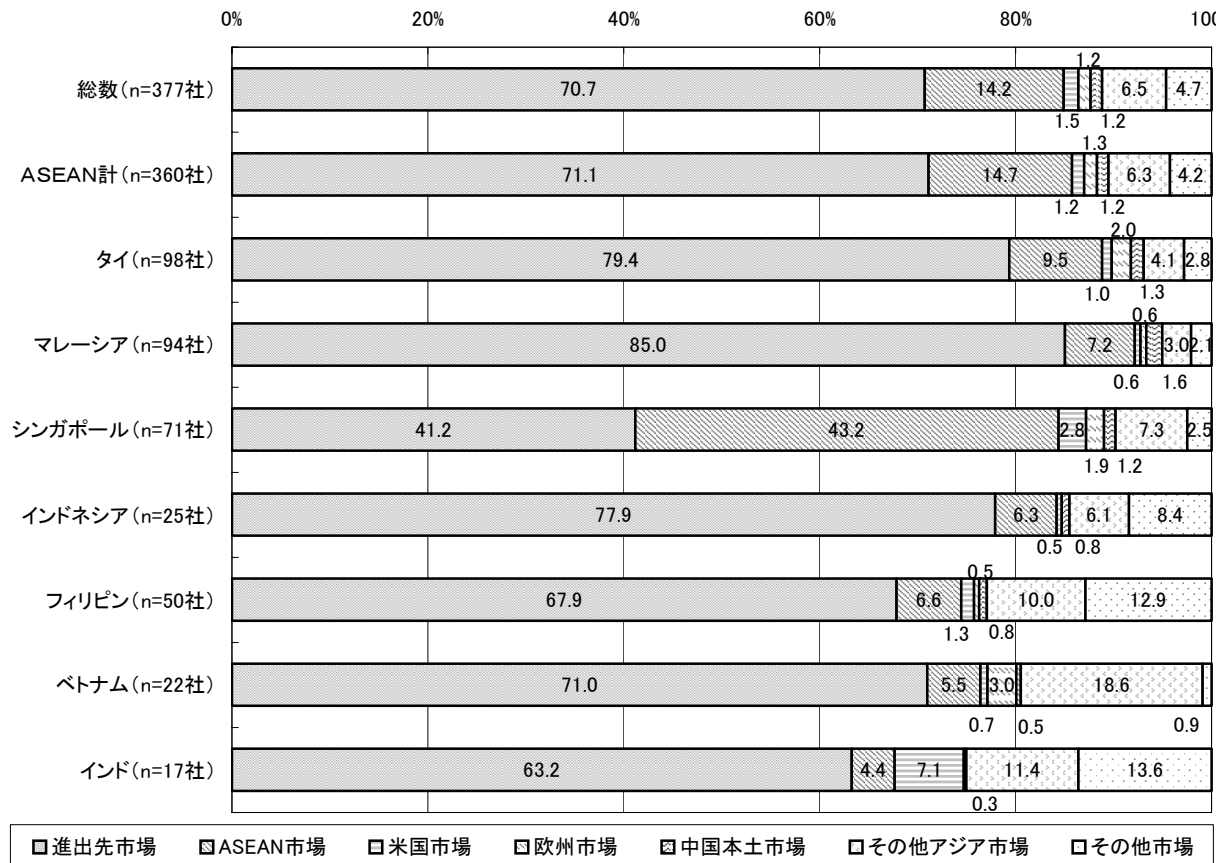 0% 20% 40% 60% 80% 100
1.2
総数(n=377社) 70.7 14.2 6.5 4.7
1.5 1.2
1.3
ASEAN計(n=360社) 71.1 14.7 6.3 4.2
1.2 1.2
2.0
タイ(n=98社) 79.4 9.5 4.1 2.8
1.0 1.3
0.6
マレーシア(n=94社) 85.0 7.2 3.0 2.1
0.6 1.6
シンガポール(n=71社) 41.2 43.2 2.8 7.3 2.5
1.9 1.2
インドネシア(n=25社) 77.9 6.3 6.1 8.4
0.5 0.8
0.5
フィリピン(n=50社) 67.9 6.6 10.0 12.9
1.3 0.8
ベトナム(n=22社) 71.0 5.5 3.0 18.6
0.7 0.5 0.9
インド(n=17社) 63.2 4.4 7.1 11.4 13.6
0.3
進出先市場 ASEAN市場 米国市場 欧州市場 中国本土市場 その他アジア市場 その他市場